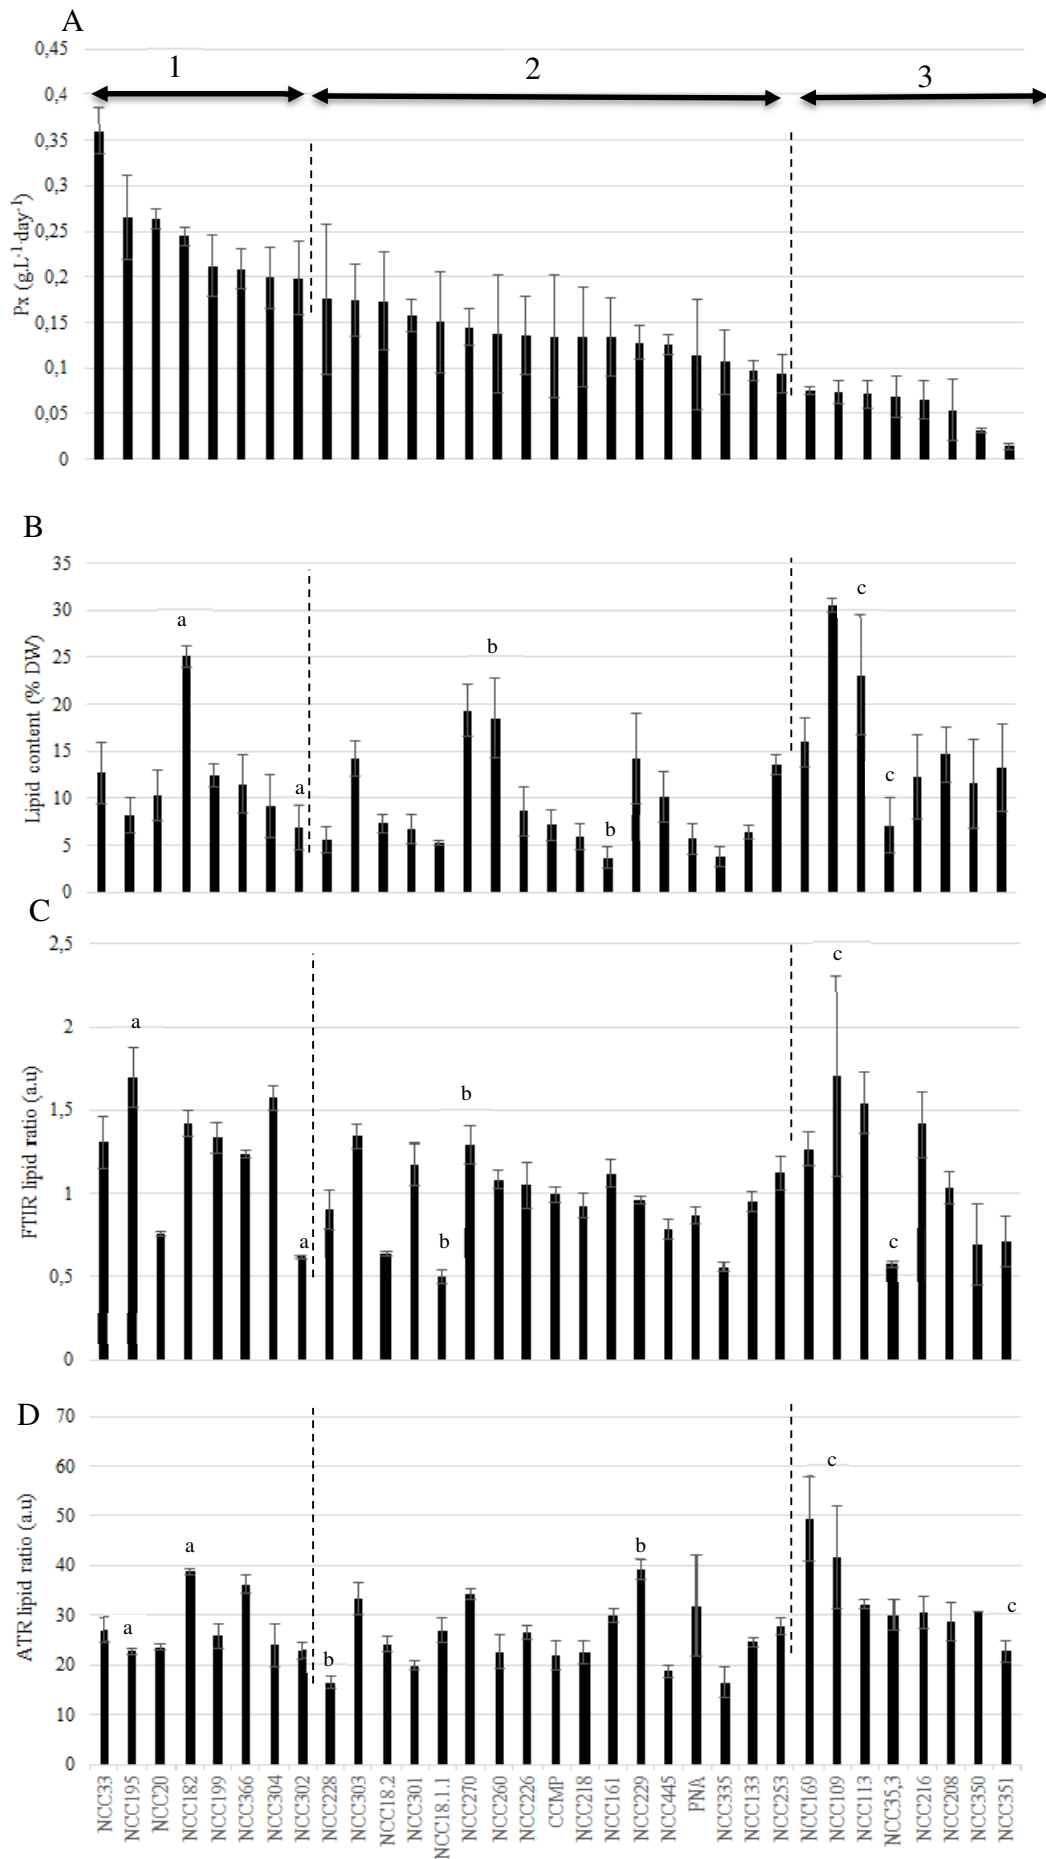 A
0,45
1
2
3
0,4
0,35
0,3
0,25
0,2
0,15
0,1
0,05
0
Px (g.L⁻¹·day⁻¹)
B
35
30
25
20
15
10
5
0
Lipid content (% DW)
a
a
b
b
c
c
C
2,5
2
1,5
1
0,5
0
FTIR lipid ratio (a.u)
a
a
b
b
c
c
D
70
60
50
40
30
20
10
0
ATR lipid ratio (a.u)
a
a
b
b
c
c
NCC33
NCC195
NCC20
NCC182
NCC199
NCC366
NCC304
NCC302
NCC228
NCC303
NCC18.2
NCC301
NCC18.1.1
NCC270
NCC260
NCC226
CCMP
NCC218
NCC161
NCC229
NCC445
PNA
NCC335
NCC133
NCC253
NCC169
NCC109
NCC113
NCC35,3
NCC216
NCC208
NCC350
NCC351